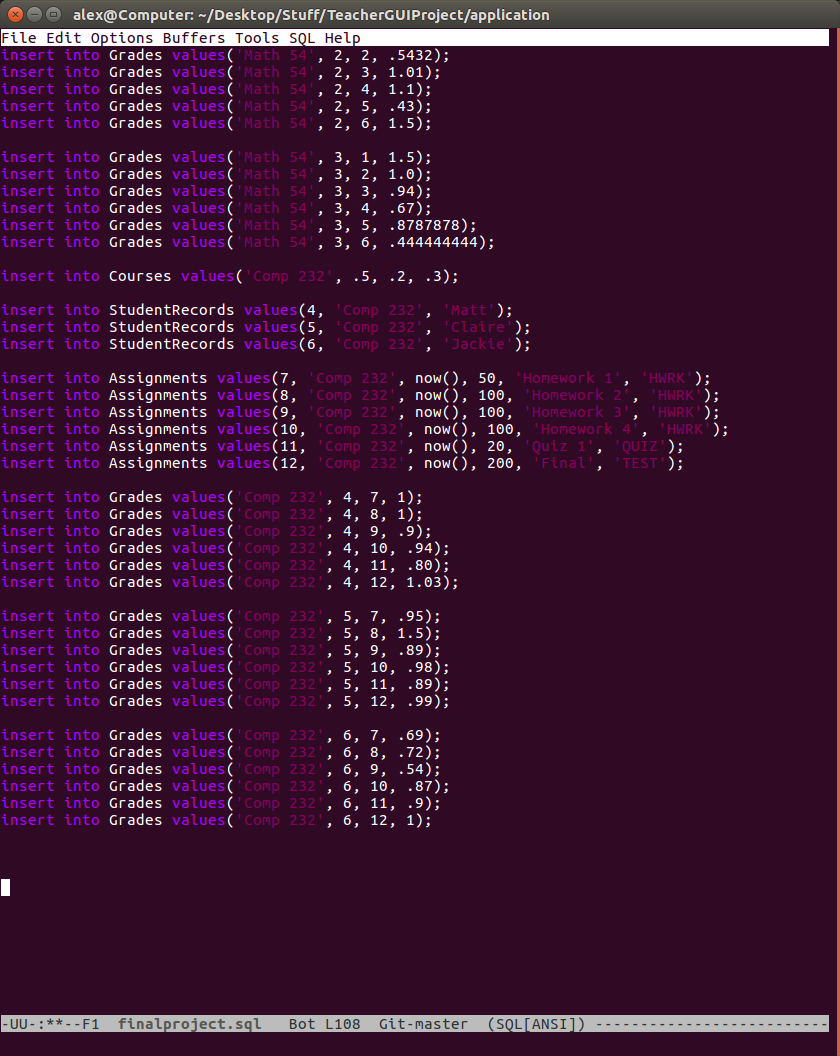 alex@Computer: ~/Desktop/Stuff/TeacherGUIProject/application
File Edit Options Buffers Tools SQL Help
insert into Grades values('Math 54', 2, 2, .5432);
insert into Grades values('Math 54', 2, 3, 1.01);
insert into Grades values('Math 54', 2, 4, 1.1);
insert into Grades values('Math 54', 2, 5, .43);
insert into Grades values('Math 54', 2, 6, 1.5);
insert into Grades values('Math 54', 3, 1, 1.5);
insert into Grades values('Math 54', 3, 2, 1.0);
insert into Grades values('Math 54', 3, 3, .94);
insert into Grades values('Math 54', 3, 4, .67);
insert into Grades values('Math 54', 3, 5, .8787878);
insert into Grades values('Math 54', 3, 6, .444444444);
insert into Courses values('Comp 232', .5, .2, .3);
insert into StudentRecords values(4, 'Comp 232', 'Matt');
insert into StudentRecords values(5, 'Comp 232', 'Claire');
insert into StudentRecords values(6, 'Comp 232', 'Jackie');
insert into Assignments values(7, 'Comp 232', now(), 50, 'Homework 1', 'HWRK');
insert into Assignments values(8, 'Comp 232', now(), 100, 'Homework 2', 'HWRK');
insert into Assignments values(9, 'Comp 232', now(), 100, 'Homework 3', 'HWRK');
insert into Assignments values(10, 'Comp 232', now(), 100, 'Homework 4', 'HWRK');
insert into Assignments values(11, 'Comp 232', now(), 20, 'Quiz 1', 'QUIZ');
insert into Assignments values(12, 'Comp 232', now(), 200, 'Final', 'TEST');
insert into Grades values('Comp 232', 4, 7, 1);
insert into Grades values('Comp 232', 4, 8, 1);
insert into Grades values('Comp 232', 4, 9, .9);
insert into Grades values('Comp 232', 4, 10, .94);
insert into Grades values('Comp 232', 4, 11, .80);
insert into Grades values('Comp 232', 4, 12, 1.03);
insert into Grades values('Comp 232', 5, 7, .95);
insert into Grades values('Comp 232', 5, 8, 1.5);
insert into Grades values('Comp 232', 5, 9, .89);
insert into Grades values('Comp 232', 5, 10, .98);
insert into Grades values('Comp 232', 5, 11, .89);
insert into Grades values('Comp 232', 5, 12, .99);
insert into Grades values('Comp 232', 6, 7, .69);
insert into Grades values('Comp 232', 6, 8, .72);
insert into Grades values('Comp 232', 6, 9, .54);
insert into Grades values('Comp 232', 6, 10, .87);
insert into Grades values('Comp 232', 6, 11, .9);
insert into Grades values('Comp 232', 6, 12, 1);
-UU-:**--F1  finalproject.sql   Bot L108  Git-master  (SQL[ANSI]) --------------------------